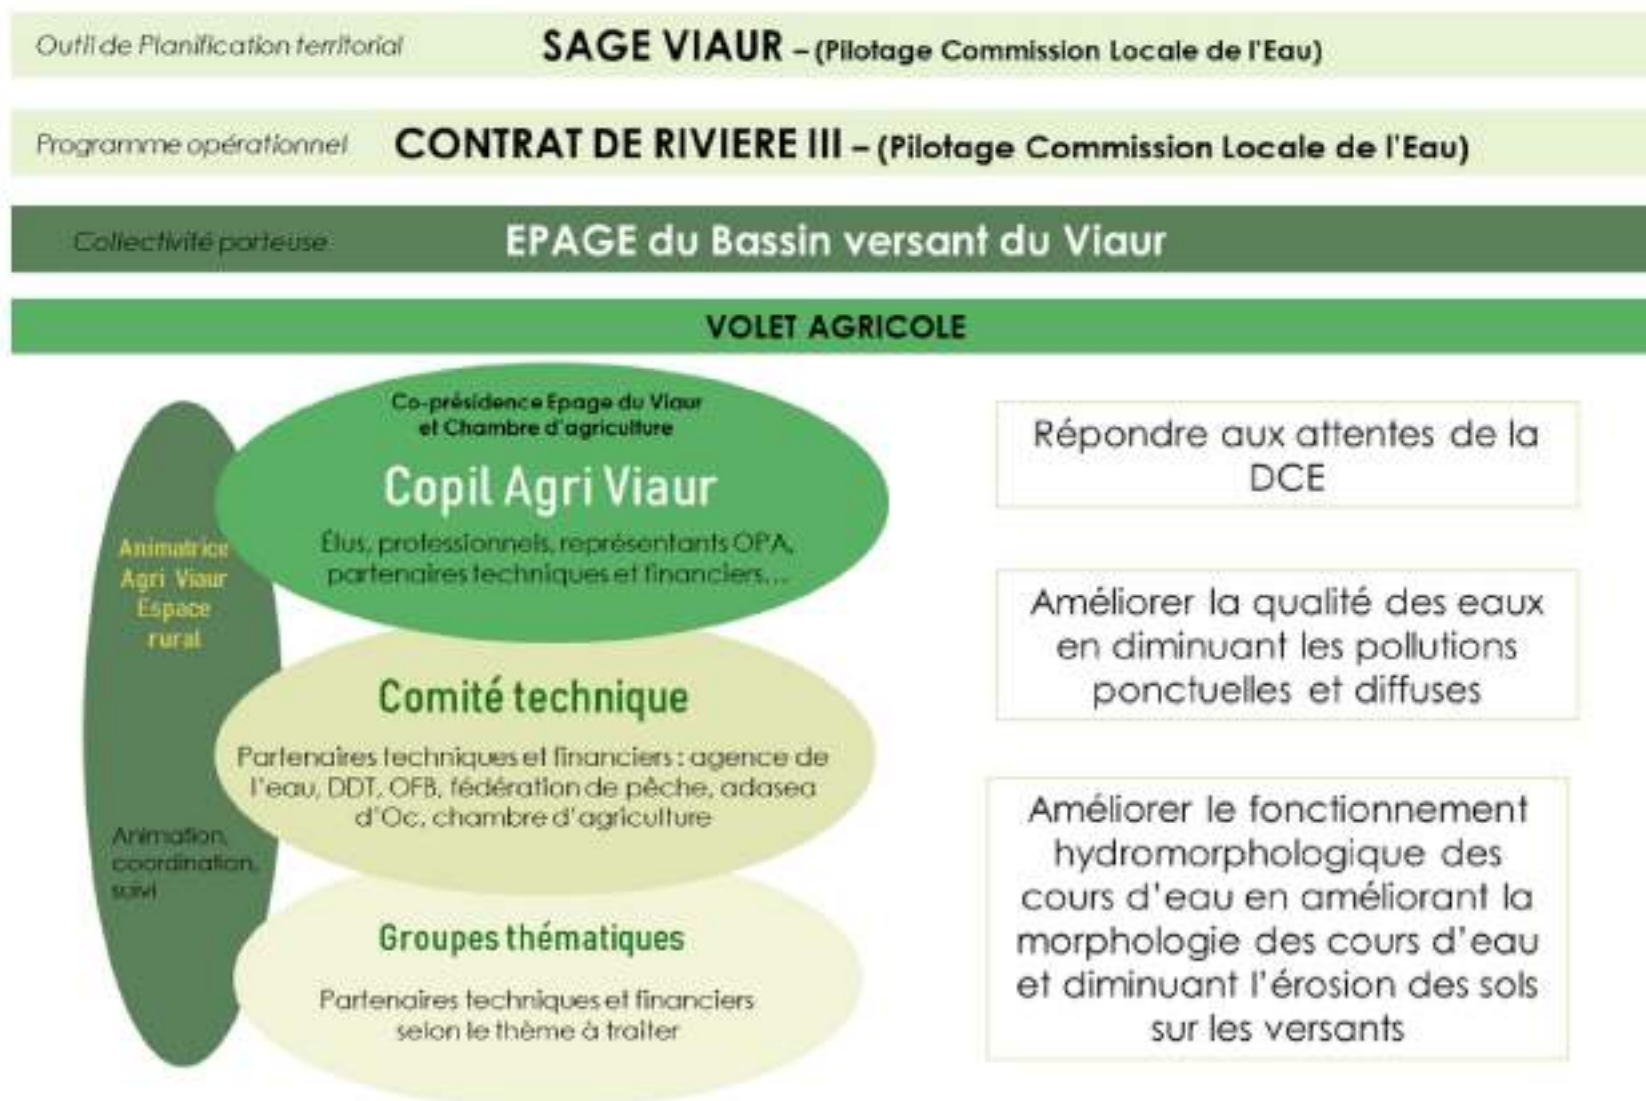 Outil de Planification territorial SAGE VIAUR – (Pilotage Commission Locale de l'Eau)
Programme opérationnel CONTRAT DE RIVIERE III – (Pilotage Commission Locale de l'Eau)
Collectivité porteuse EPAGE du Bassin versant du Viaur
VOLET AGRICOLE
Animatrice
Agri Viaur
Espace
rural
Animation,
coordination,
suivi
Co-présidence Epage du Viaur
et Chambre d'agriculture
Copil Agri Viaur
Élus, professionnels, représentants OPA,
partenaires techniques et financiers...
Comité technique
Partenaires techniques et financiers : agence de
l'eau, DDT, OFB, fédération de pêche, adasea
d'Oc, chambre d'agriculture
Groupes thématiques
Partenaires techniques et financiers
selon le thème à traiter
Répondre aux attentes de la
DCE
Améliorer la qualité des eaux
en diminuant les pollutions
ponctuelles et diffuses
Améliorer le fonctionnement
hydromorphologique des
cours d'eau en améliorant la
morphologie des cours d'eau
et diminuant l'érosion des sols
sur les versants